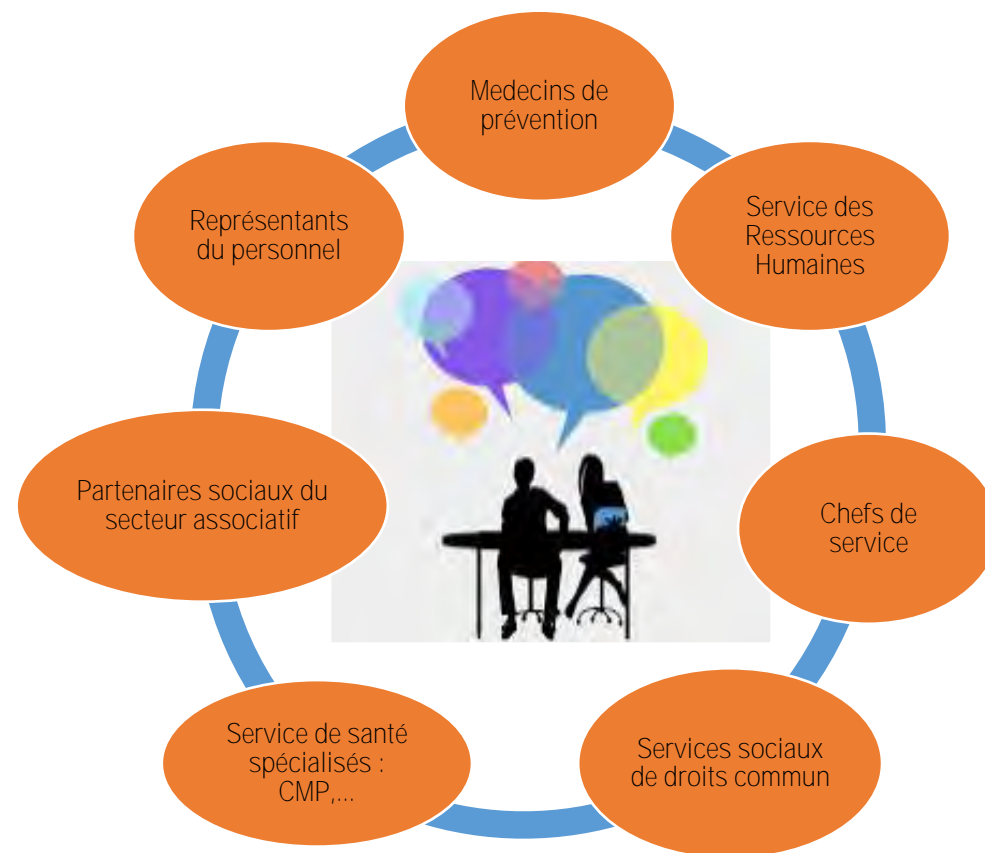 Medecins de
prévention
Service des
Ressources
Humaines
Chefs de
service
Services sociaux
de droits commun
Service de santé
spécialisés :
CMP,...
Partenaires sociaux du
secteur associatif
Représentants
du personnel